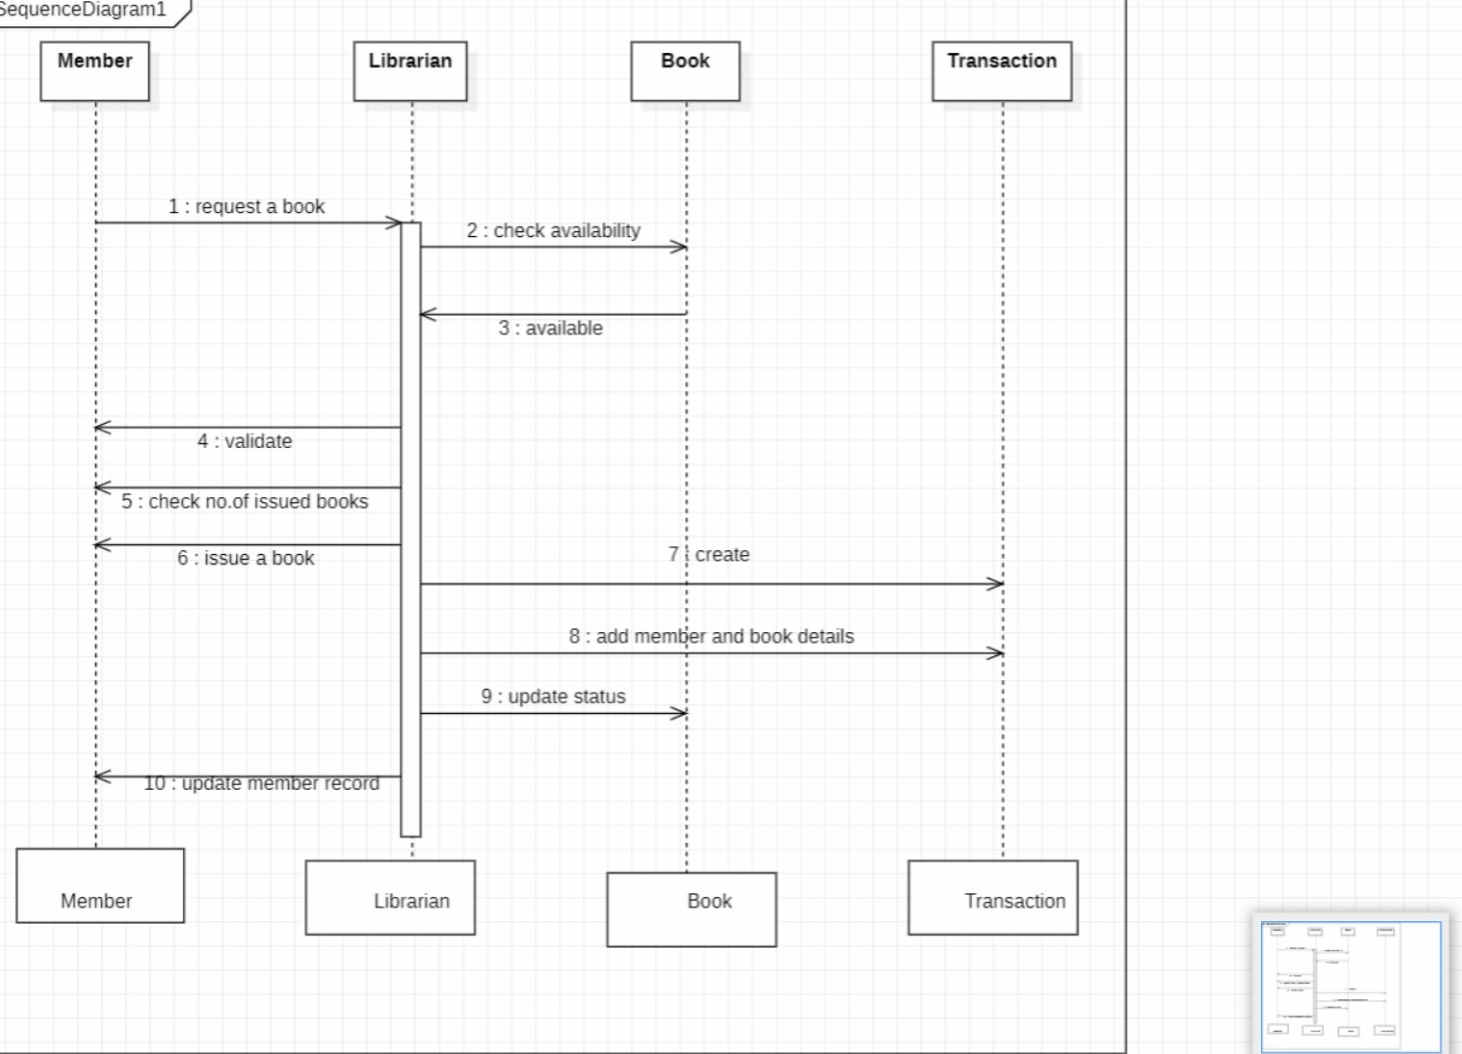 SequenceDiagram1
Member
Librarian
Book
Transaction
1 : request a book
2 : check availability
3 : available
4 : validate
5 : check no.of issued books
6 : issue a book
7 : create
8 : add member and book details
9 : update status
10 : update member record
Member
Librarian
Book
Transaction